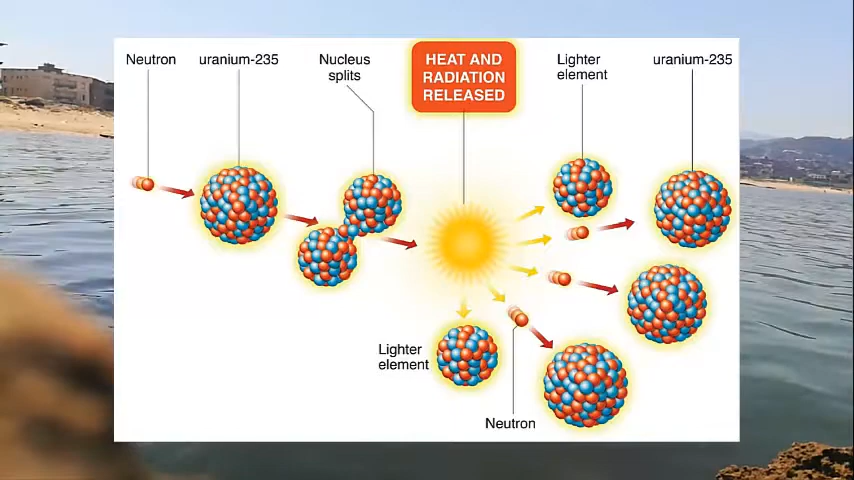 Neutron
uranium-235
Nucleus
splits
HEAT AND
RADIATION
RELEASED
Lighter
element
uranium-235
Lighter
element
Neutron